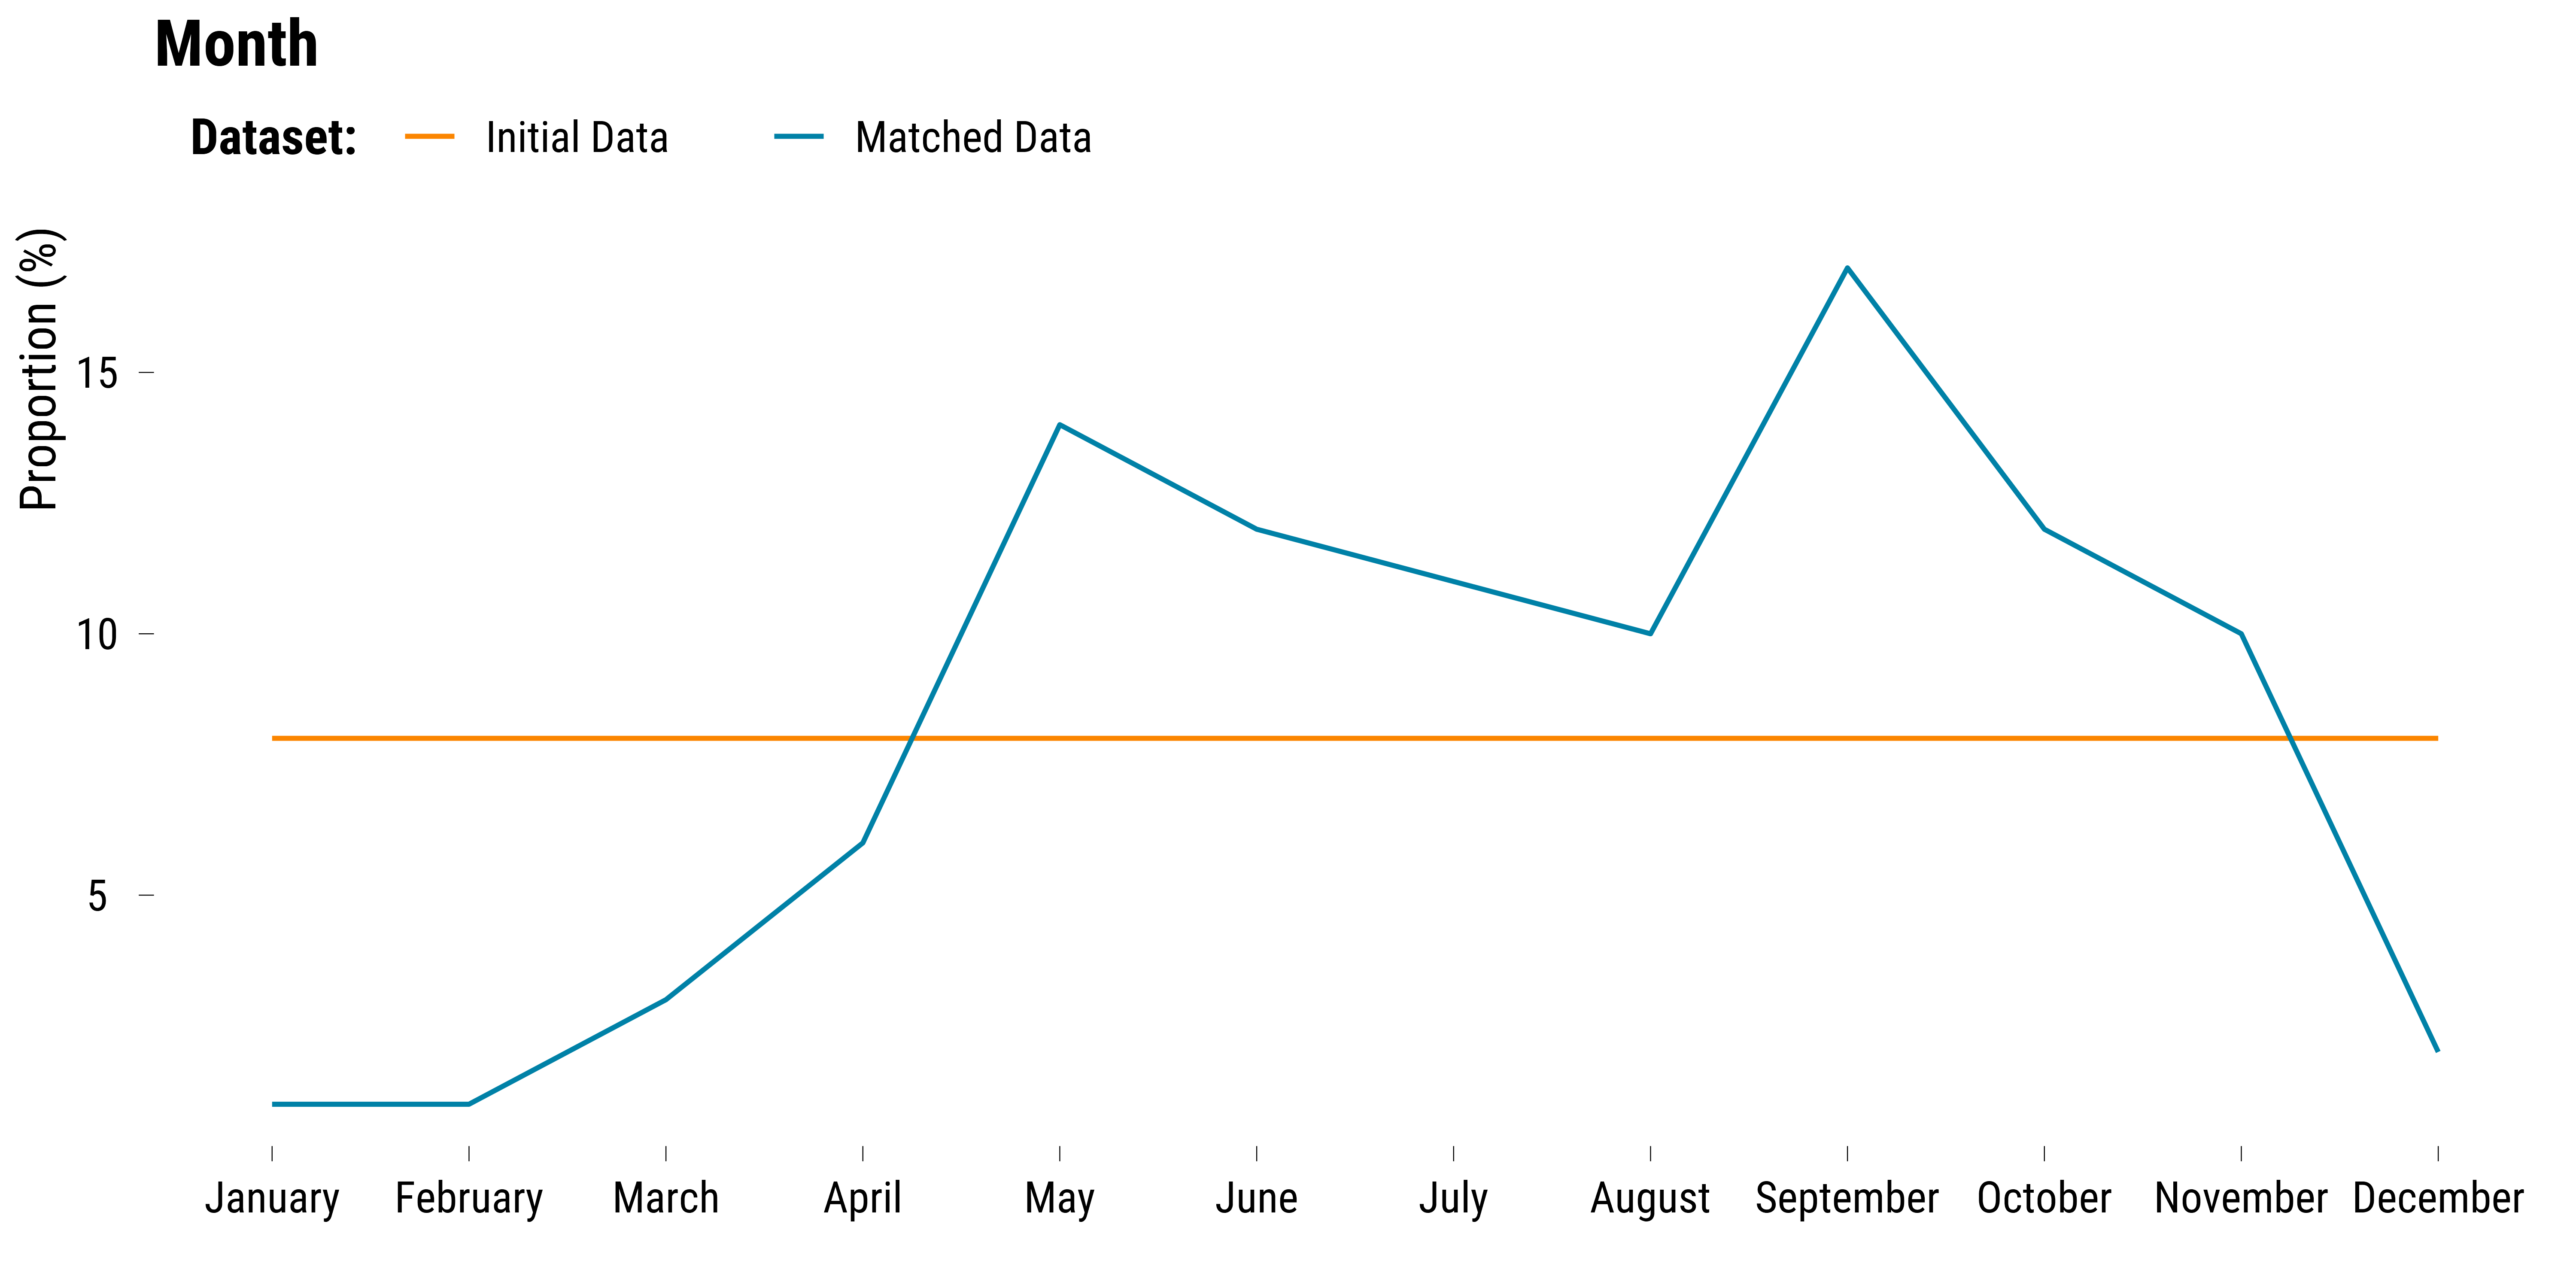 Month
Dataset: Initial Data Matched Data
Proportion (%)
15
10
5
January February March April May June July August September October November December